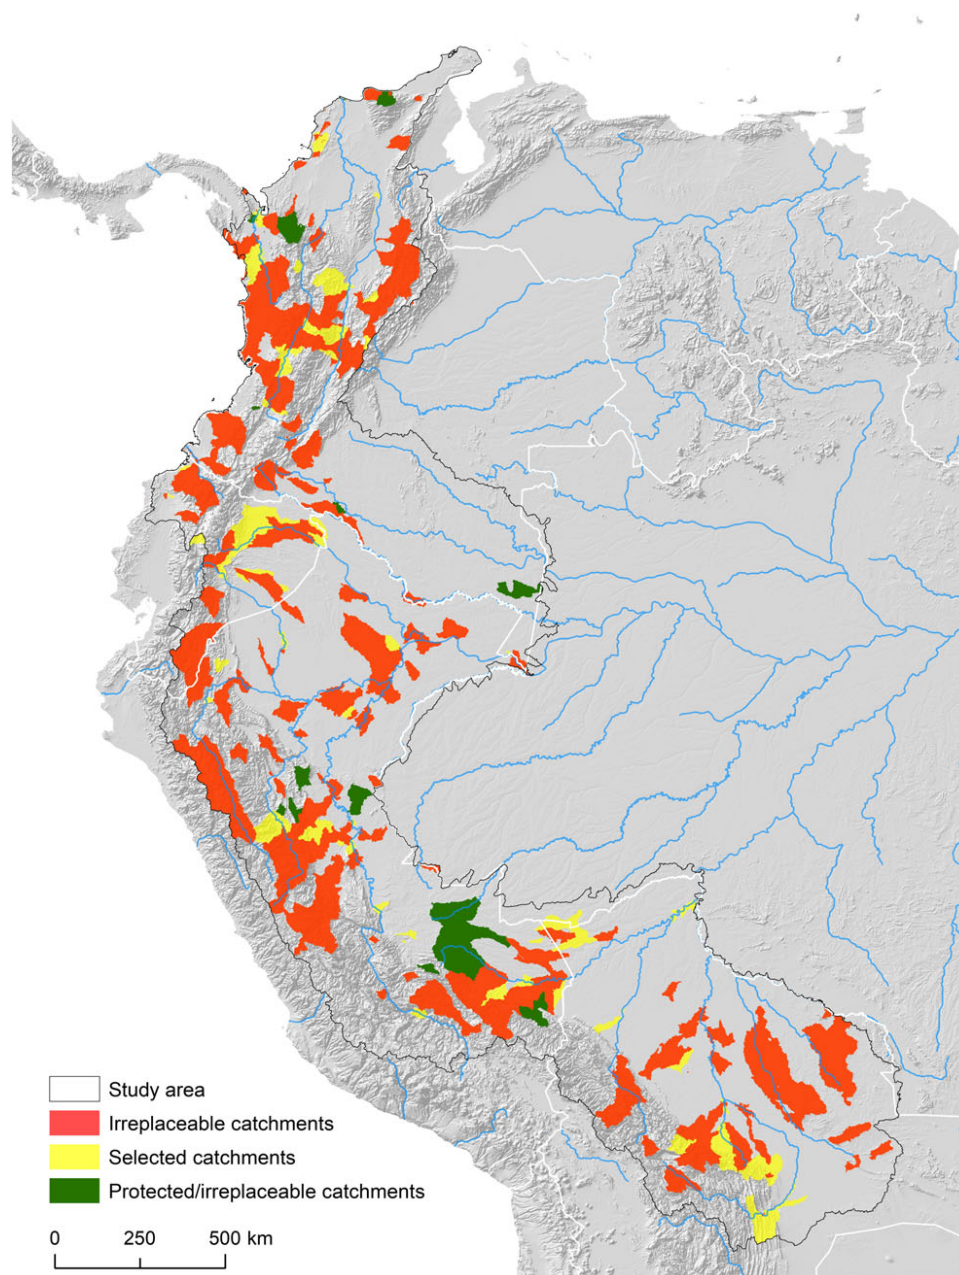 Study area
Irreplaceable catchments
Selected catchments
Protected/irreplaceable catchments
0 250 500 km